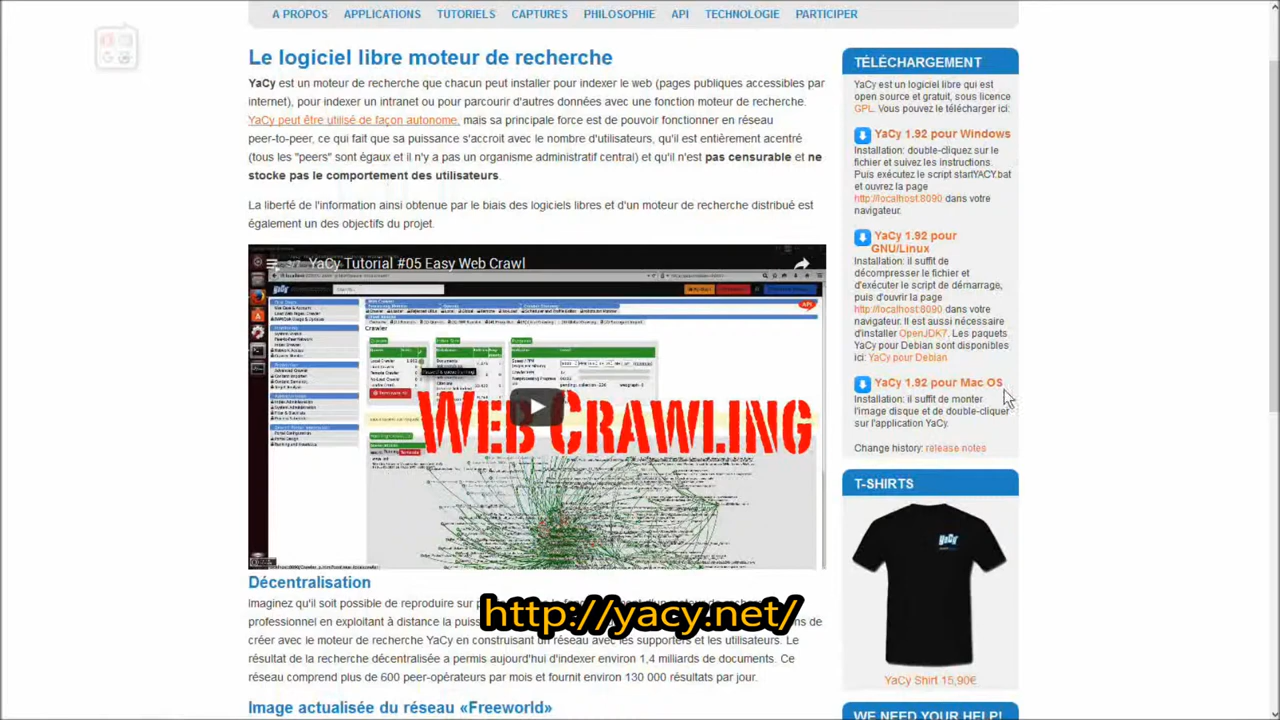 A PROPOS APPLICATIONS TUTORIELS CAPTURES PHILOSOPHIE API TECHNOLOGIE PARTICIPER
Le logiciel libre moteur de recherche
YaCy est un moteur de recherche que chacun peut installer pour indexer le web (pages publiques accessibles par
internet), pour indexer un intranet ou pour parcourir d'autres données avec une fonction moteur de recherche.
YaCy peut être utilisé de façon autonome, mais sa principale force est de pouvoir fonctionner en réseau
peer-to-peer, ce qui fait que sa puissance s'accroit avec le nombre d'utilisateurs, qu'il est entièrement acentré
(tous les "peers" sont égaux et il n'y a pas un organisme administratif central) et qu'il n'est pas censurable et ne
stocke pas le comportement des utilisateurs.
La liberté de l'information ainsi obtenue par le biais des logiciels libres et d'un moteur de recherche distribué est
également un des objectifs du projet.
YaCy Tutorial #05 Easy Web Crawl
Crawler
API
WEB CRAWLING
Décentralisation
Imaginez qu'il soit possible de reproduire sur
professionnel en exploitant à distance la
http://yacy.net/
créer avec le moteur de recherche YaCy en construisant un réseau avec les supporters et les utilisateurs. Le
résultat de la recherche décentralisée a permis aujourd'hui d'indexer environ 1,4 milliards de documents. Ce
réseau comprend plus de 600 peer-opérateurs par mois et fournit environ 130 000 résultats par jour.
Image actualisée du réseau «Freeworld»
TÉLÉCHARGEMENT
YaCy est un logiciel libre qui est
open source et gratuit, sous licence
GPL. Vous pouvez le télécharger ici:
YaCy 1.92 pour Windows
Installation: double-cliquez sur le
fichier et suivez les instructions.
Puis exécutez le script startYACY.bat
et ouvrez la page
http://localhost:8090 dans votre
navigateur.
YaCy 1.92 pour
GNU/Linux
Installation: il suffit de
décompresser le fichier et
d'exécuter le script de démarrage,
puis d'ouvrir la page
http://localhost:8090 dans votre
navigateur. Il est aussi nécessaire
d'installer OpenJDK7. Les paquets
YaCy pour Debian sont disponibles
ici: YaCy pour Debian
YaCy 1.92 pour Mac OS
Installation: il suffit de monter
l'image disque et de double-cliquer
sur l'application YaCy.
Change history: release notes
T-SHIRTS
YaCy
YaCy Shirt 15,90€
WE NEED YOUR HELP!